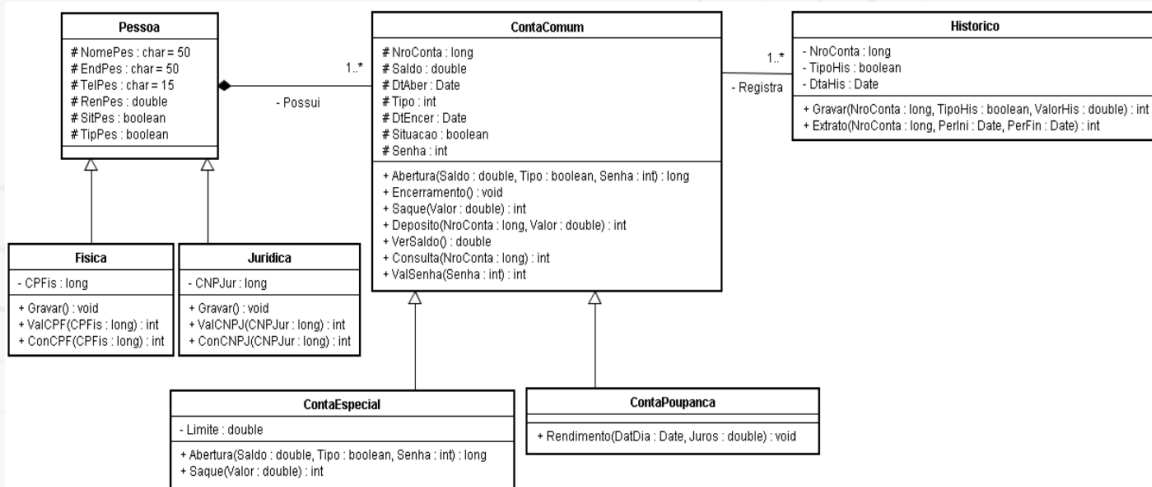 Pessoa
# NomePes : char = 50
# EndPes : char = 50
# TelPes : char = 15
# RenPes : double
# SitPes : boolean
# TipPes : boolean
1..*
- Possui
ContaComum
# NroConta : long
# Saldo : double
# DtAber : Date
# Tipo : int
# DtEncer : Date
# Situacao : boolean
# Senha : int
+ Abertura(Saldo : double, Tipo : boolean, Senha : int) : long
+ Encerramento() : void
+ Saque(Valor : double) : int
+ Deposito(NroConta : long, Valor : double) : int
+ VerSaldo() : double
+ Consulta(NroConta : long) : int
+ ValSenha(Senha : int) : int
1..*
- Registra
Historico
- NroConta : long
- TipoHis : boolean
- DtaHis : Date
+ Gravar(NroConta : long, TipoHis : boolean, ValorHis : double) : int
+ Extrato(NroConta : long, PerIni : Date, PerFin : Date) : int
Fisica
- CPFis : long
+ Gravar() : void
+ ValCPF(CPFis : long) : int
+ ConCPF(CPFis : long) : int
Juridica
- CNPJur : long
+ Gravar() : void
+ ValCNPJ(CNPJur : long) : int
+ ConCNPJ(CNPJur : long) : int
ContaEspecial
- Limite : double
+ Abertura(Saldo : double, Tipo : boolean, Senha : int) : long
+ Saque(Valor : double) : int
ContaPoupanca
+ Rendimento(DatDia : Date, Juros : double) : void